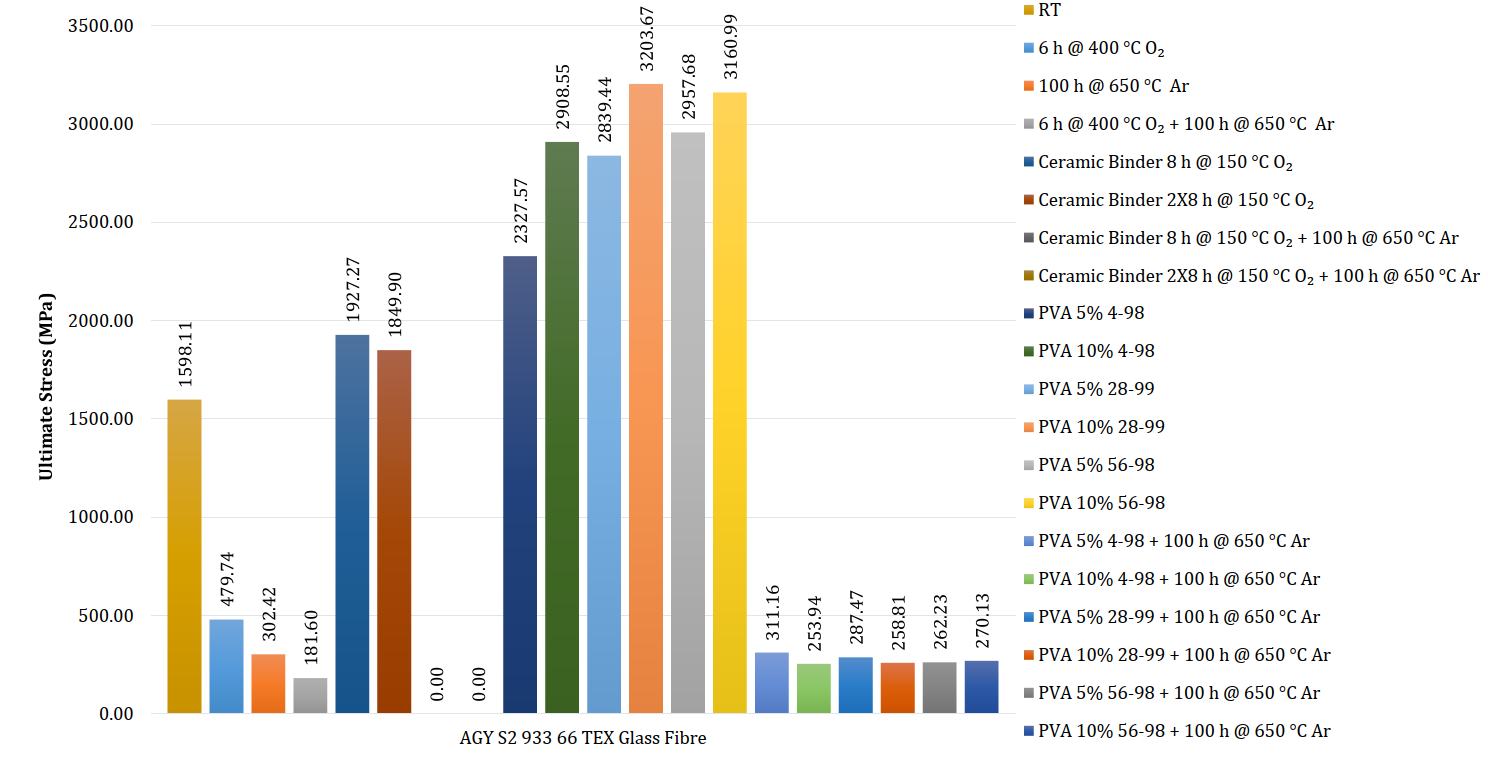 3500.00
3000.00
2500.00
2000.00
1500.00
1000.00
500.00
0.00
Ultimate Stress (MPa)
1598.11
479.74
302.42
181.60
1927.27
1849.90
0.00
0.00
2327.57
2908.55
2839.44
3203.67
2957.68
3160.99
311.16
253.94
287.47
258.81
262.23
270.13
AGY S2 933 66 TEX Glass Fibre
RT
6 h @ 400 °C O₂
100 h @ 650 °C Ar
6 h @ 400 °C O₂ + 100 h @ 650 °C Ar
Ceramic Binder 8 h @ 150 °C O₂
Ceramic Binder 2X8 h @ 150 °C O₂
Ceramic Binder 8 h @ 150 °C O₂ + 100 h @ 650 °C Ar
Ceramic Binder 2X8 h @ 150 °C O₂ + 100 h @ 650 °C Ar
PVA 5% 4-98
PVA 10% 4-98
PVA 5% 28-99
PVA 10% 28-99
PVA 5% 56-98
PVA 10% 56-98
PVA 5% 4-98 + 100 h @ 650 °C Ar
PVA 10% 4-98 + 100 h @ 650 °C Ar
PVA 5% 28-99 + 100 h @ 650 °C Ar
PVA 10% 28-99 + 100 h @ 650 °C Ar
PVA 5% 56-98 + 100 h @ 650 °C Ar
PVA 10% 56-98 + 100 h @ 650 °C Ar